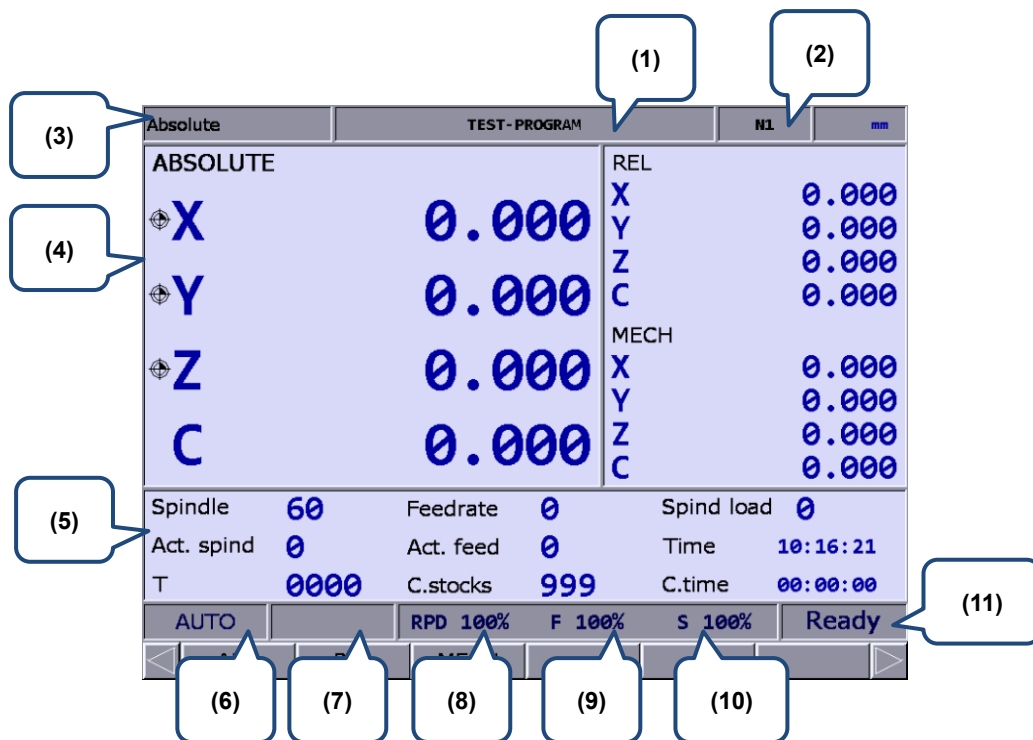 (1)
(2)
(3)
Absolute TEST-PROGRAM N1 mm
ABSOLUTE
X 0.000
Y 0.000
Z 0.000
C 0.000
REL
X 0.000
Y 0.000
Z 0.000
C 0.000
MECH
X 0.000
Y 0.000
Z 0.000
C 0.000
(4)
(5)
Spindle 60 Feedrate 0 Spind load 0
Act. spind 0 Act. feed 0 Time 10:16:21
T 0000 C.stocks 999 C.time 00:00:00
AUTO RPD 100% F 100% S 100% Ready
(11)
(6) (7) (8) (9) (10)